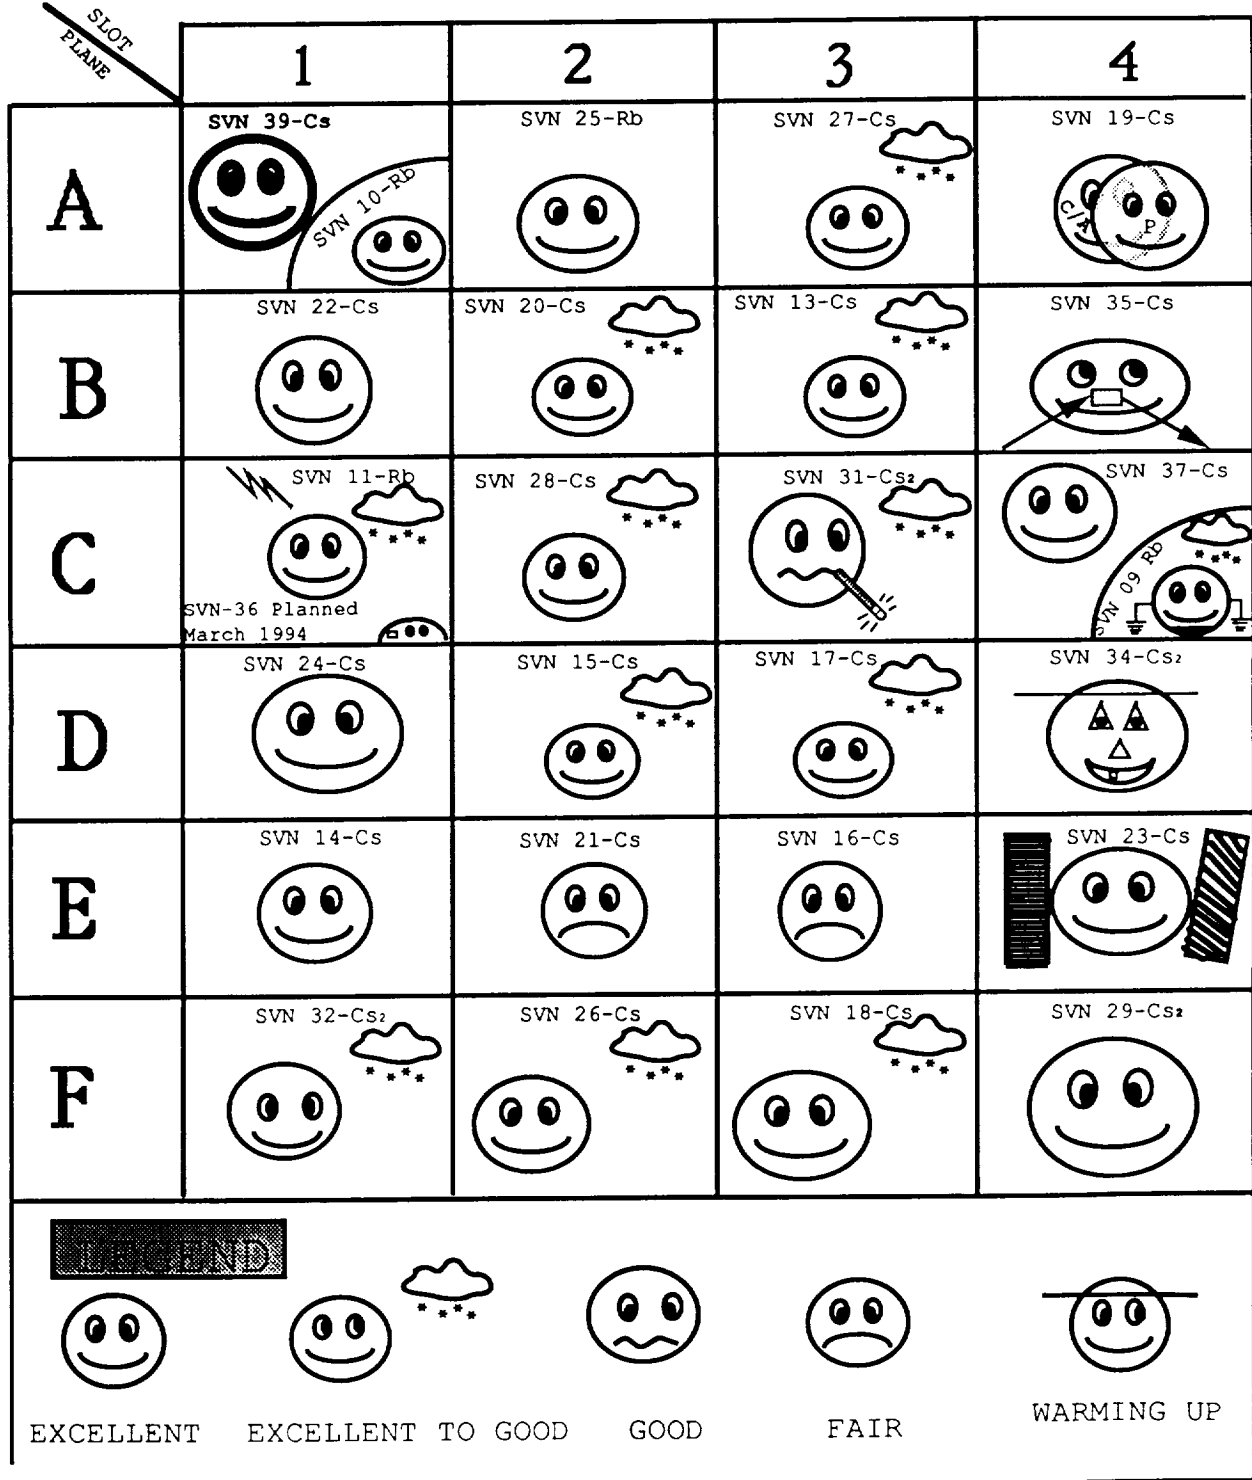 SLOT
PLANE
1
2
3
4
A
SVN 39-Cs
SVN 10-Rb
SVN 25-Rb
SVN 27-Cs
SVN 19-Cs
C/A
P
B
SVN 22-Cs
SVN 20-Cs
SVN 13-Cs
SVN 35-Cs
C
SVN 11-Rb
SVN-36 Planned
March 1994
SVN 28-Cs
SVN 31-Cs2
SVN 37-Cs
SVN 09 Rb
D
SVN 24-Cs
SVN 15-Cs
SVN 17-Cs
SVN 34-Cs2
E
SVN 14-Cs
SVN 21-Cs
SVN 16-Cs
SVN 23-Cs
F
SVN 32-Cs2
SVN 26-Cs
SVN 18-Cs
SVN 29-Cs2
LEGEND
EXCELLENT
EXCELLENT TO GOOD
GOOD
FAIR
WARMING UP